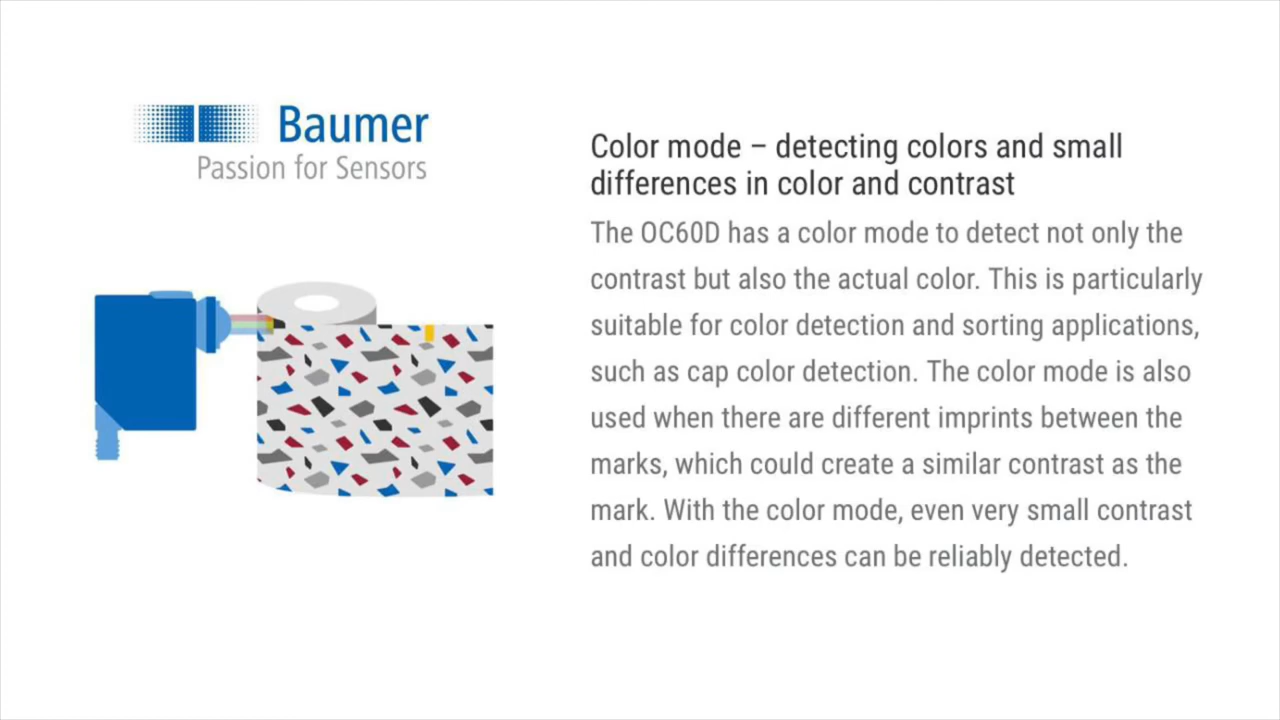 Baumer
Passion for Sensors
Color mode – detecting colors and small
differences in color and contrast
The OC60D has a color mode to detect not only the
contrast but also the actual color. This is particularly
suitable for color detection and sorting applications,
such as cap color detection. The color mode is also
used when there are different imprints between the
marks, which could create a similar contrast as the
mark. With the color mode, even very small contrast
and color differences can be reliably detected.